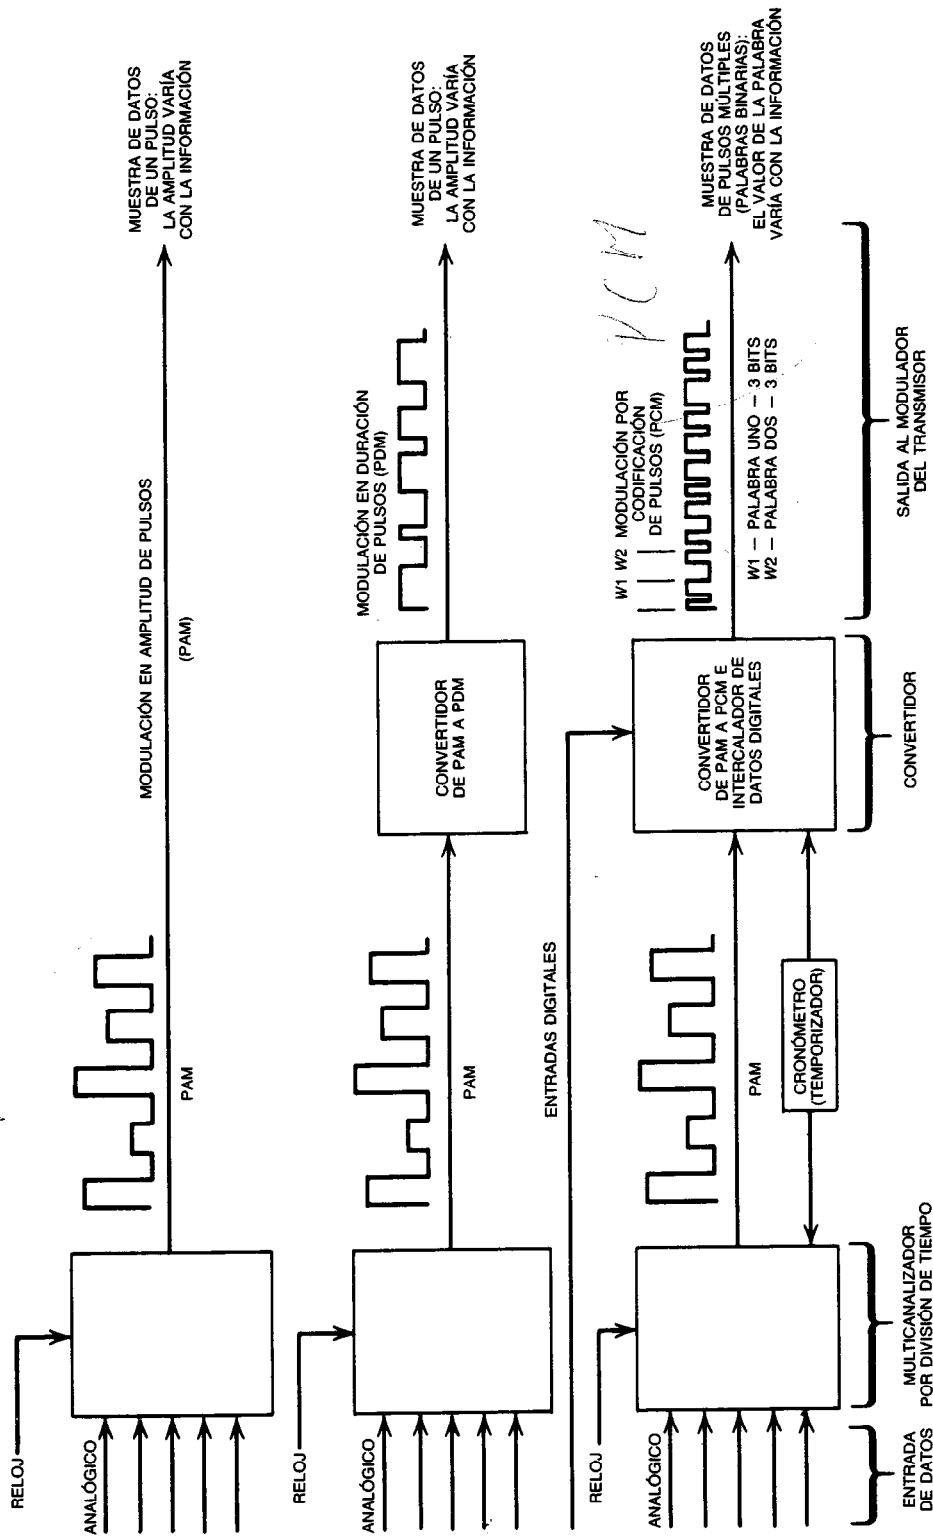 RELOJ
ANALÓGICO
PAM
MODULACIÓN EN AMPLITUD DE PULSOS
(PAM)
MUESTRA DE DATOS
DE UN PULSO:
LA AMPLITUD VARÍA
CON LA INFORMACIÓN
RELOJ
ANALÓGICO
PAM
CONVERTIDOR
DE PAM A PDM
MODULACIÓN EN DURACIÓN
DE PULSOS (PDM)
MUESTRA DE DATOS
DE UN PULSO:
LA AMPLITUD VARÍA
CON LA INFORMACIÓN
ENTRADAS DIGITALES
RELOJ
ANALÓGICO
PAM
CRONÓMETRO
(TEMPORIZADOR)
CONVERTIDOR
DE PAM A PCM E
INTERCALADOR DE
DATOS DIGITALES
W1 W2 MODULACIÓN POR
CODIFICACIÓN
DE PULSOS (PCM)
W1 — PALABRA UNO — 3 BITS
W2 — PALABRA DOS — 3 BITS
MUESTRA DE DATOS
DE PULSOS MÚLTIPLES
(PALABRAS BINARIAS):
EL VALOR DE LA PALABRA
VARÍA CON LA INFORMACIÓN
ENTRADA
DE DATOS
MULTICANALIZADOR
POR DIVISIÓN DE TIEMPO
CONVERTIDOR
SALIDA AL MODULADOR
DEL TRANSMISOR